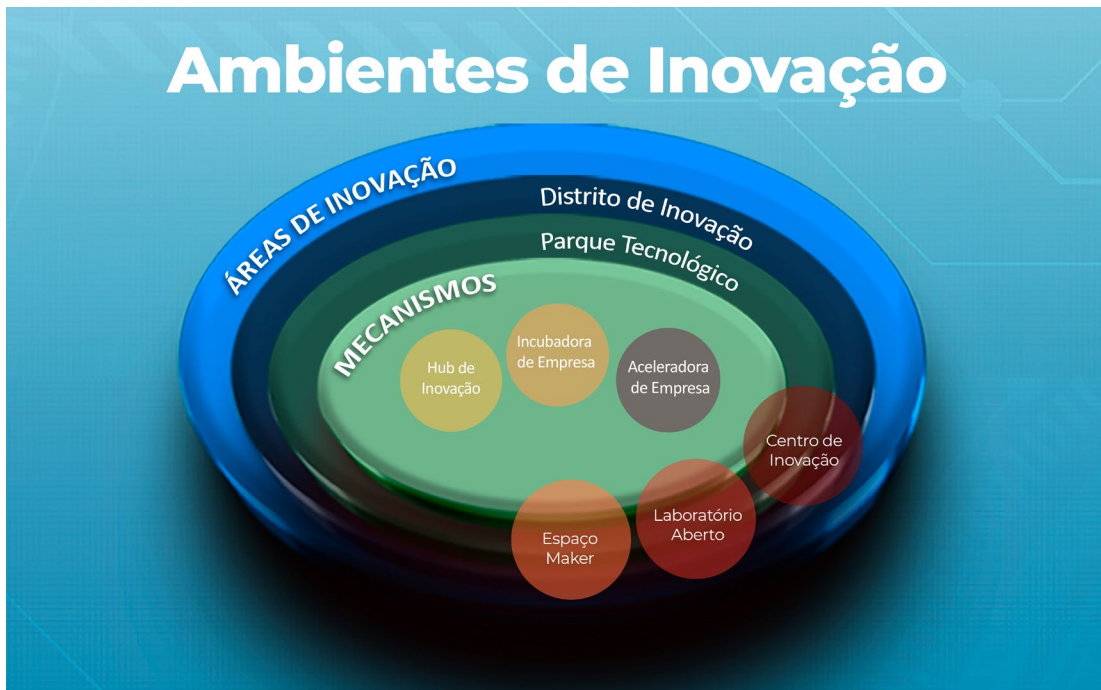 Ambientes de Inovação
ÁREAS DE INOVAÇÃO
Distrito de Inovação
Parque Tecnológico
MECANISMOS
Hub de
Inovação
Incubadora
de Empresa
Aceleradora
de Empresa
Centro de
Inovação
Laboratório
Aberto
Espaço
Maker